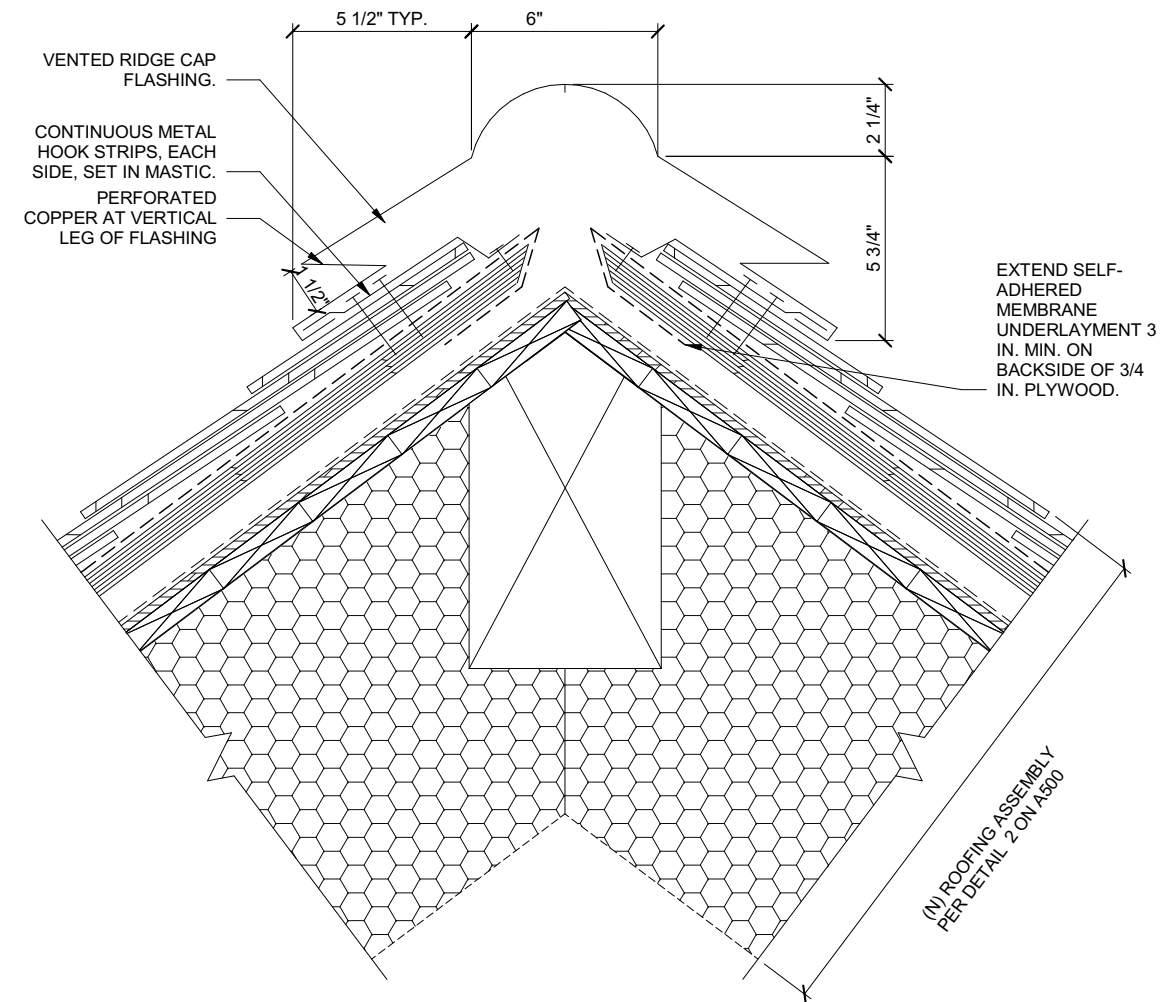 5 1/2" TYP.
6"
VENTED RIDGE CAP
FLASHING.
CONTINUOUS METAL
HOOK STRIPS, EACH
SIDE, SET IN MASTIC.
PERFORATED
COPPER AT VERTICAL
LEG OF FLASHING
1 1/2"
2 1/4"
5 3/4"
EXTEND SELF-
ADHERED
MEMBRANE
UNDERLAYMENT 3
IN. MIN. ON
BACKSIDE OF 3/4
IN. PLYWOOD.
(N) ROOFING ASSEMBLY
PER DETAIL 2 ON A500